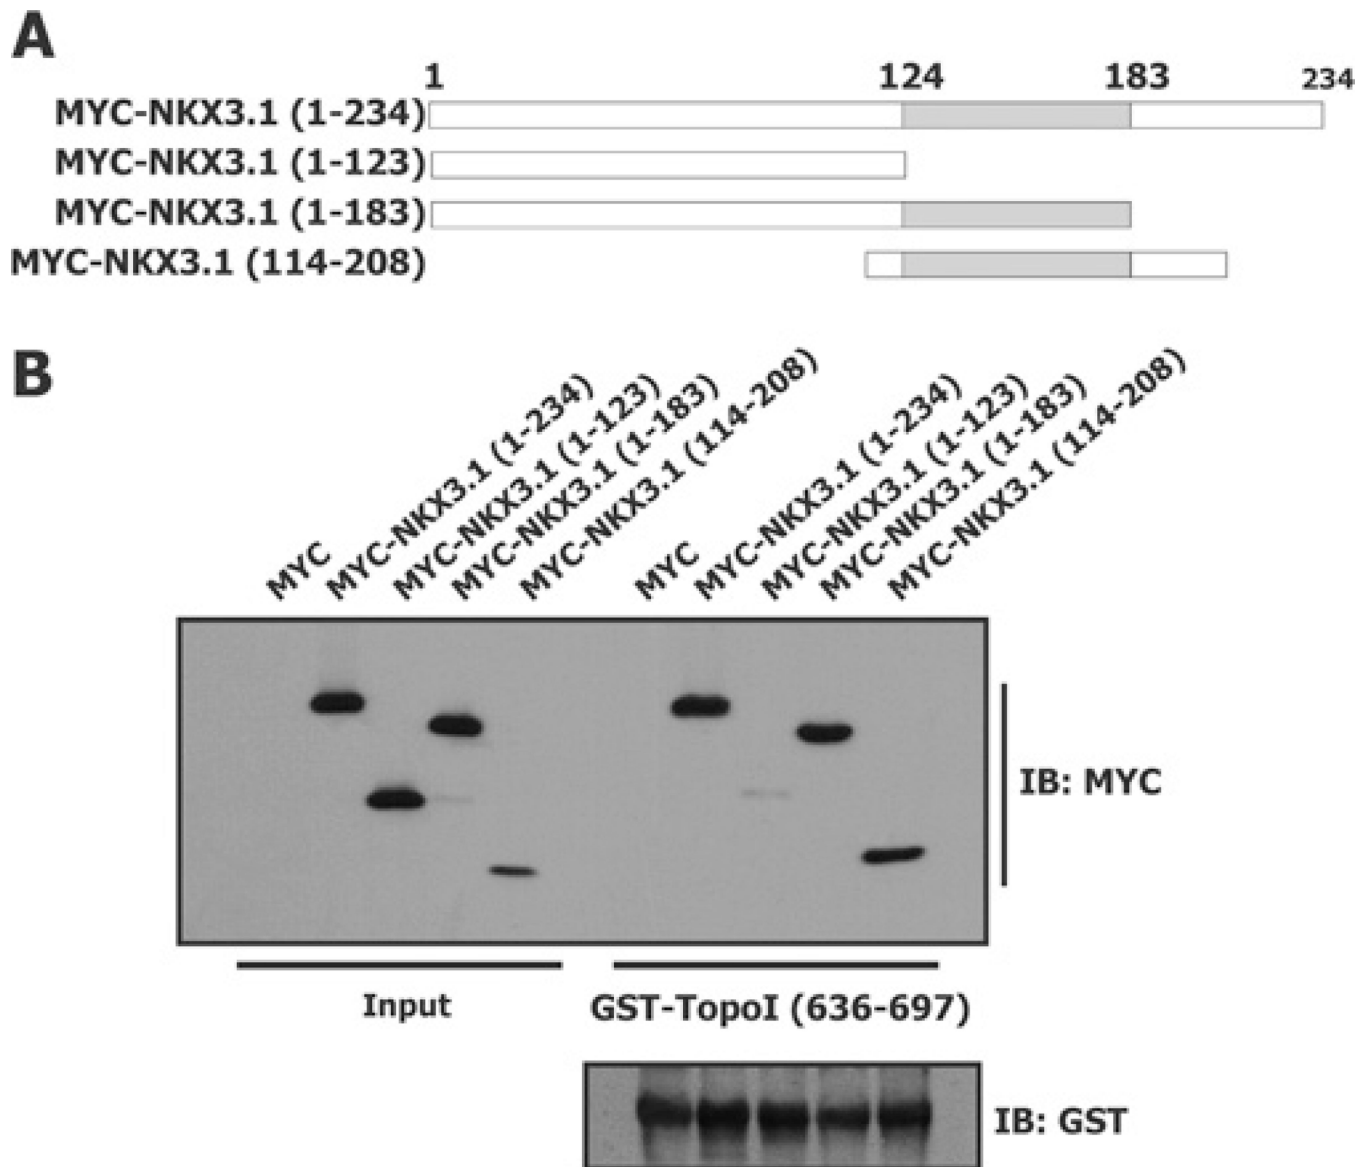 A
1 124 183 234
MYC-NKX3.1 (1-234)
MYC-NKX3.1 (1-123)
MYC-NKX3.1 (1-183)
MYC-NKX3.1 (114-208)
B
MYC
MYC-NKX3.1 (1-234)
MYC-NKX3.1 (1-123)
MYC-NKX3.1 (1-183)
MYC-NKX3.1 (114-208)
MYC
MYC-NKX3.1 (1-234)
MYC-NKX3.1 (1-123)
MYC-NKX3.1 (1-183)
MYC-NKX3.1 (114-208)
IB: MYC
Input
GST-TopoI (636-697)
IB: GST